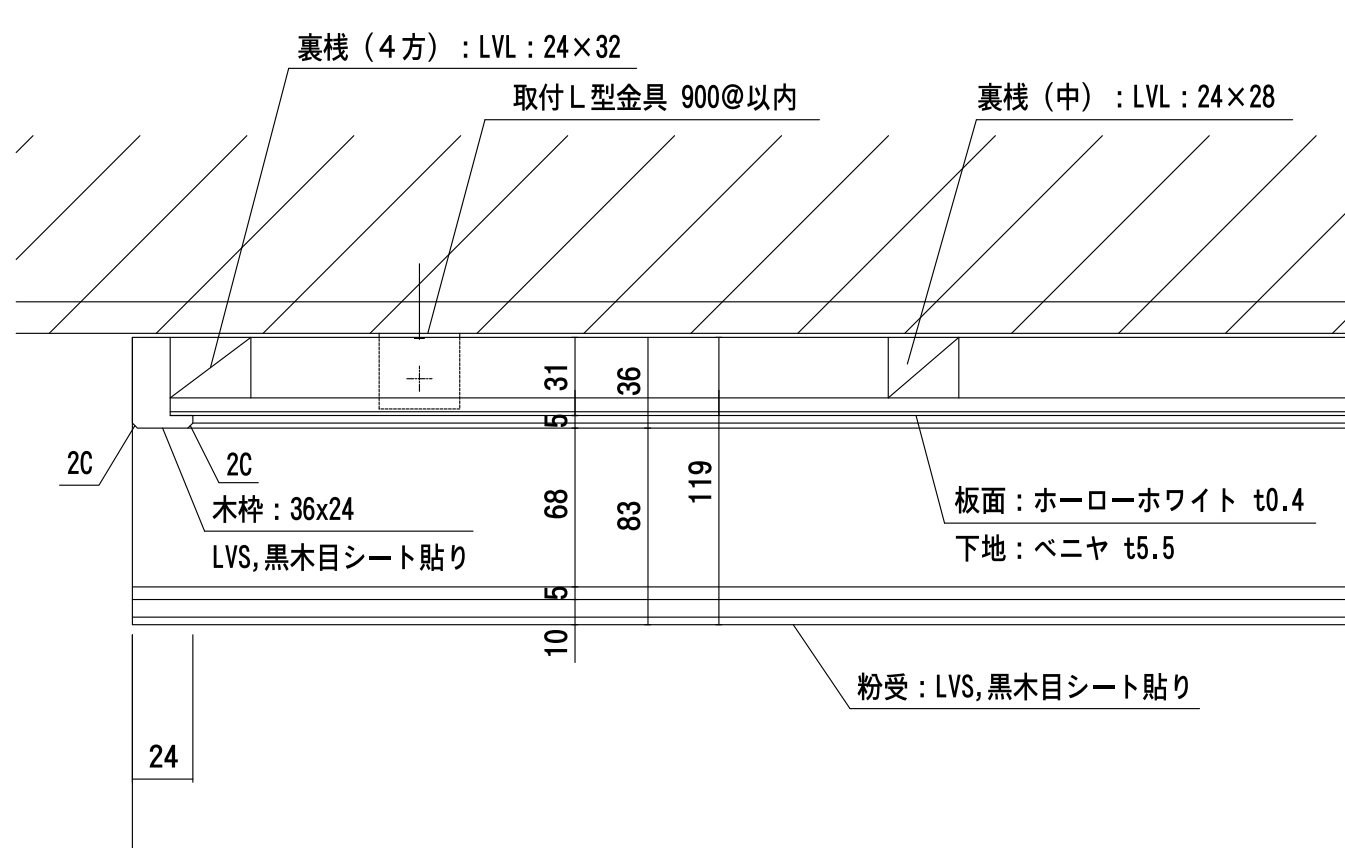 裏桟（４方）：LVL：24×32
取付Ｌ型金具 900@以内
裏桟（中）：LVL：24×28
31
36
5
119
2C
2C
68
83
木枠：36x24
LVS,黒木目シート貼り
板面：ホーローホワイト t0.4
下地：ベニヤ t5.5
5
10
粉受：LVS,黒木目シート貼り
24